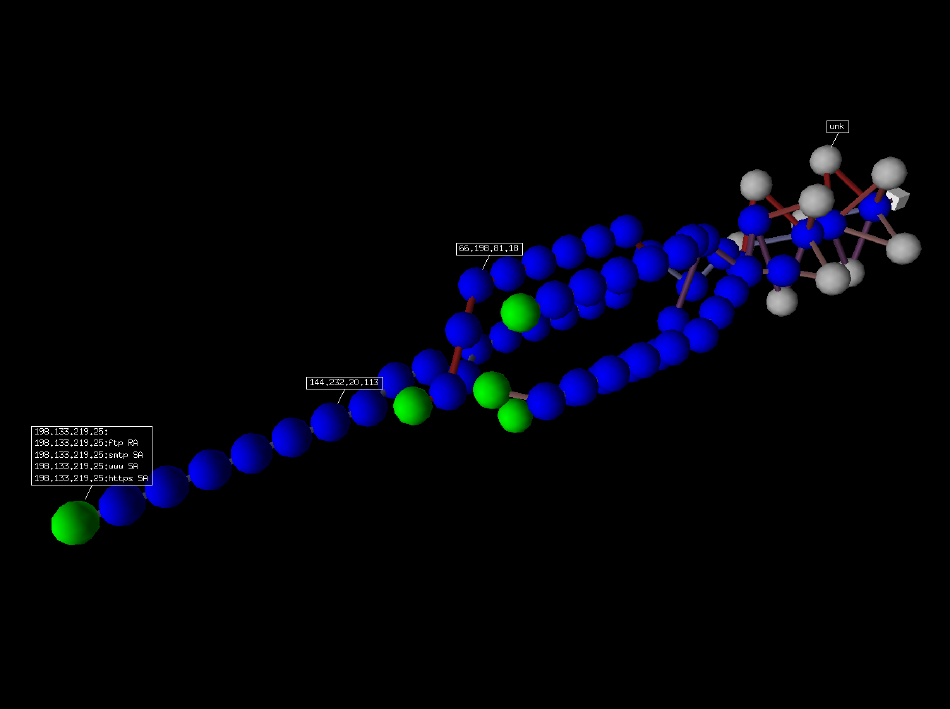 unk
66,198,81,18
144,232,20,113
198.133.219.25:
198.133.219.25:ftp RA
198.133.219.25:smtp SA
198.133.219.25:www SA
198.133.219.25:https SA